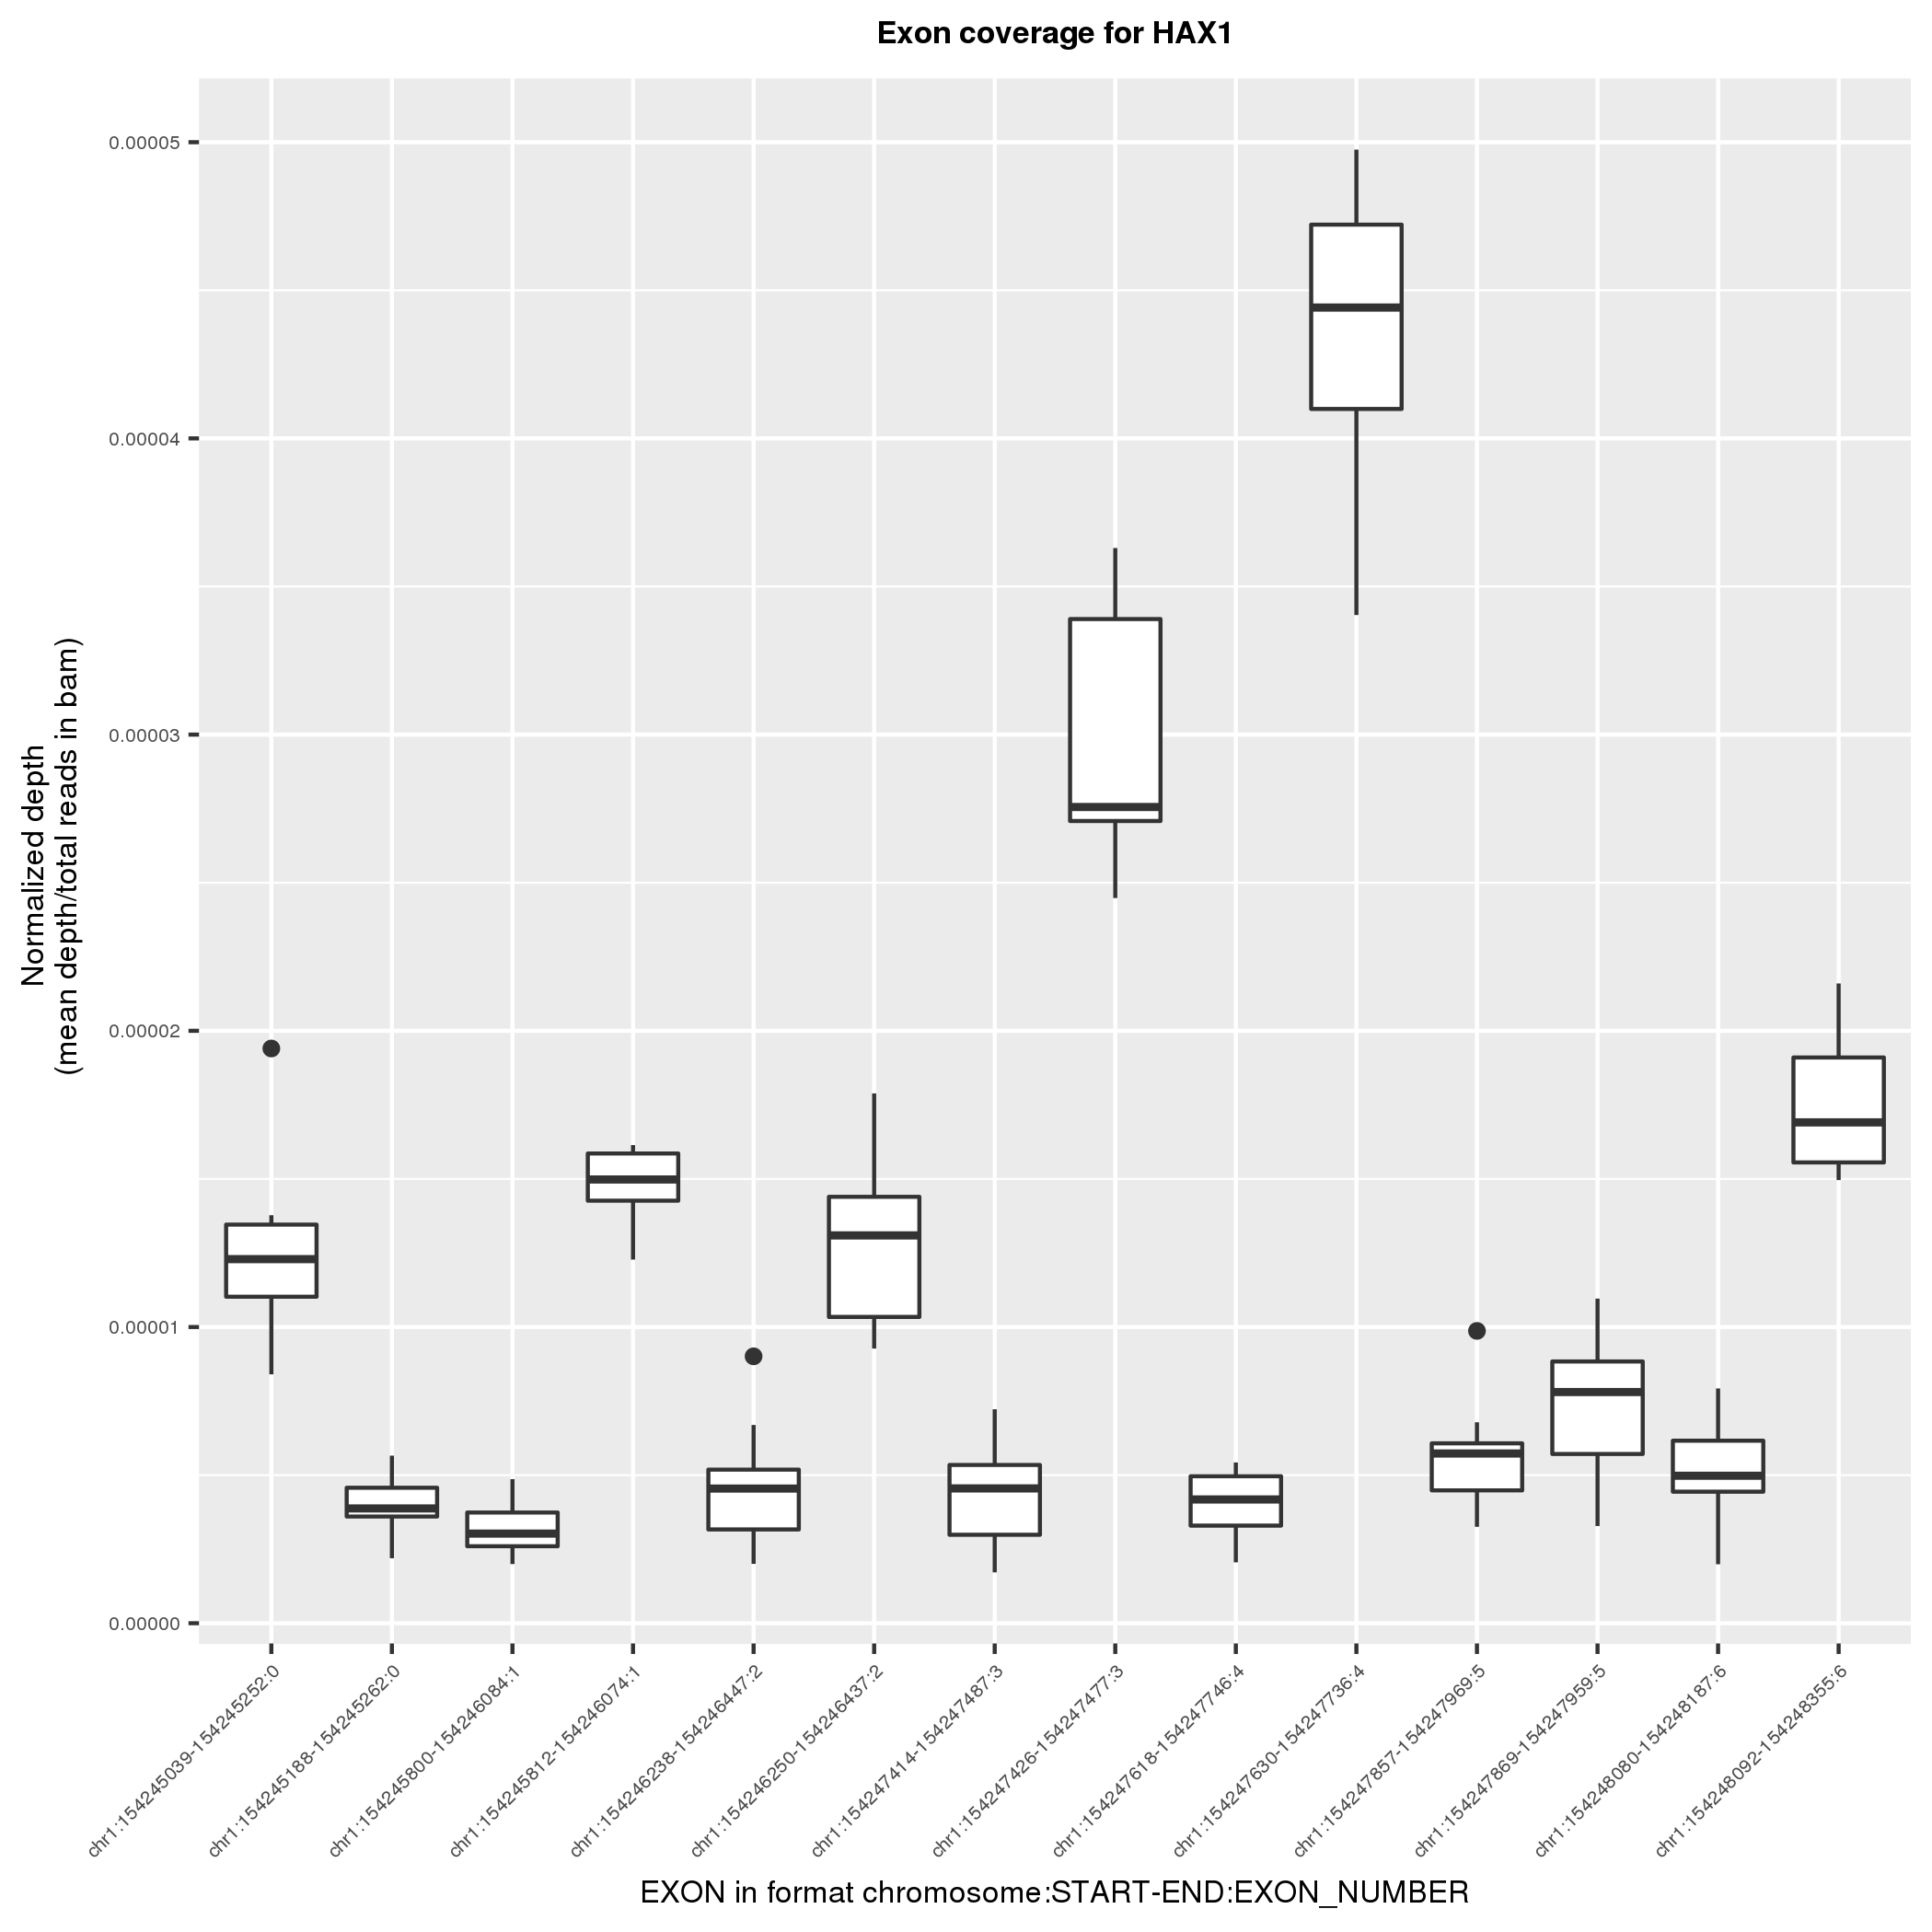 Exon coverage for HAX1
Normalized depth
(mean depth/total reads in bam)
0.00005
0.00004
0.00003
0.00002
0.00001
0.00000
chr1:154245039-154245252:0
chr1:154245188-154245262:0
chr1:154245800-154246084:1
chr1:154245812-154246074:1
chr1:154246238-154246447:2
chr1:154246250-154246437:2
chr1:154247414-154247487:3
chr1:154247426-154247477:3
chr1:154247618-154247746:4
chr1:154247630-154247736:4
chr1:154247857-154247969:5
chr1:154247869-154247959:5
chr1:154248080-154248187:6
chr1:154248092-154248355:6
EXON in format chromosome:START-END:EXON_NUMBER